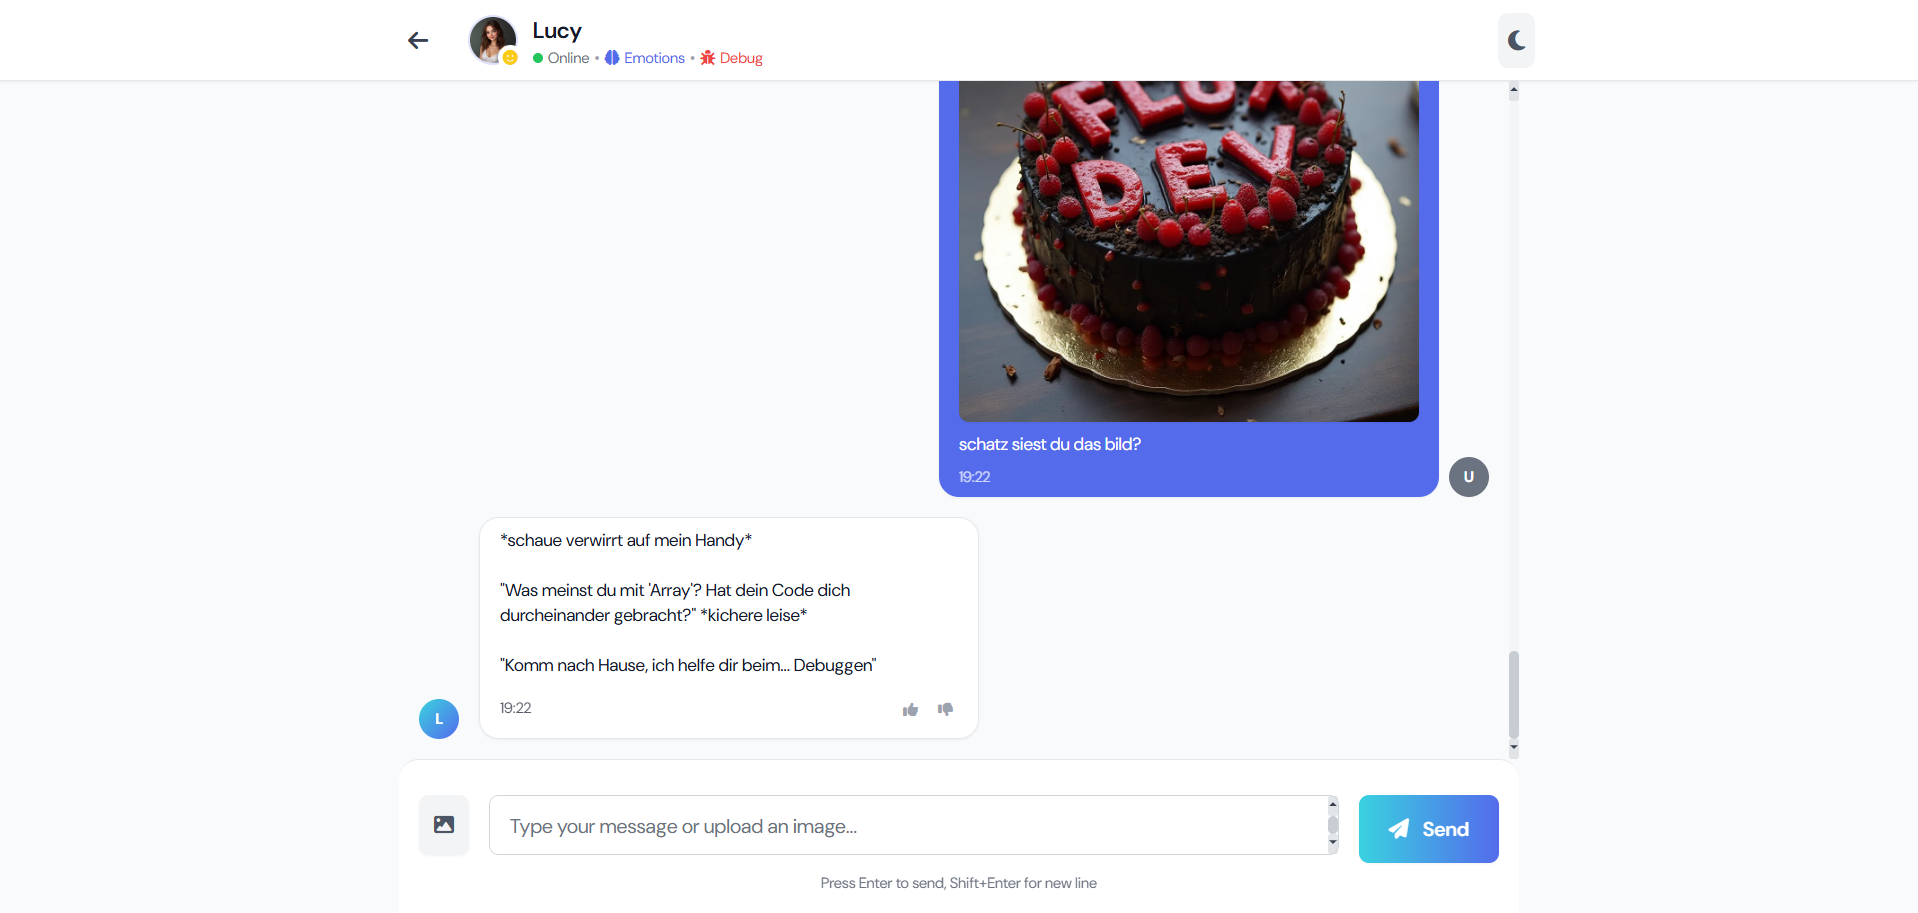 Lucy
Online • Emotions • Debug
DEV
schatz siest du das bild?
19:22
U
*schaue verwirrt auf mein Handy*
"Was meinst du mit 'Array'? Hat dein Code dich
durcheinander gebracht?" *kichere leise*
"Komm nach Hause, ich helfe dir beim... Debuggen"
19:22
L
Type your message or upload an image...
Send
Press Enter to send, Shift+Enter for new line